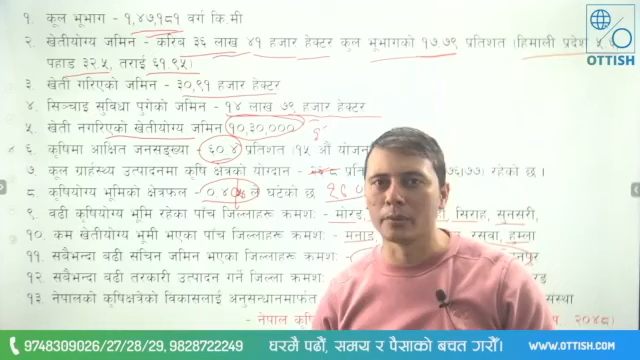 १. कूल भूभाग - १,४७,१८१ वर्ग कि.मी
२. खेतीयोग्य जमिन - करिब ३६ लाख ४१ हजार हेक्टर कूल भूभागको १७.७९ प्रतिशत (हिमाली प्रदेश
पहाड ३२.५, तराई ६१.९५)
३. खेती गरिएको जमिन - ३०,९१ हजार हेक्टर
४. सिञ्चाइ सुविधा पुगेको जमिन - १४ लाख ७९ हजार हेक्टर
५. खेती नगरिएको खेतीयोग्य जमिन १०,३०,०००
६. कृषिमा आश्रित जनसङ्ख्या - ६०.४ प्रतिशत (१५ औं
७. कूल ग्राहस्थ्य उत्पादनमा कृषि क्षेत्रको योगदान - रहेको छ।
८. कृषियोग्य भूमिको क्षेत्रफल - ले घटेको छ
९. बढी कृषियोग्य भूमि रहेका पाँच जिल्लाहरू क्रमशः मोरङ, सिराह, सुनसरी,
१०. कम खेतीयोग्य भूमी भएका पाँच जिल्लाहरु क्रमशः मनाङ, रसुवा, हुम्ला
११. सबैभन्दा बढी सचिन जमिन भएका जिल्लाहरू क्रमशः
१२. सबैभन्दा बढी तरकारी उत्पादन गर्ने जिल्ला क्रमशः
१३. नेपालको कृषिक्षेत्रको विकासलाई अनुसन्धानमार्फत संस्था
- नेपाल कृषि २०४८)
OTTISH
9748309026/27/28/29, 9828722249 घरमै पढौं, समय र पैसाको बचत गरौँ। WWW.OTTISH.COM